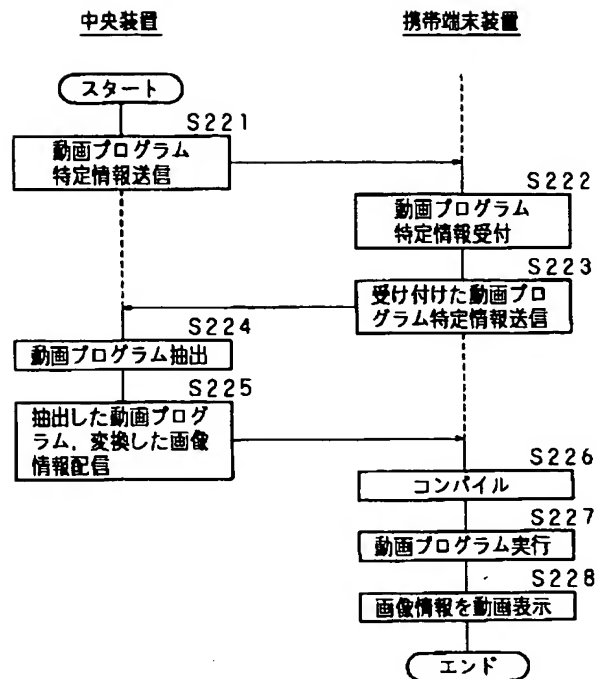 中央装置
携帯端末装置
スタート
S221
動画プログラム
特定情報送信
S222
動画プログラム
特定情報受付
S223
受け付けた動画プロ
グラム特定情報送信
S224
動画プログラム抽出
S225
抽出した動画プログ
ラム，変換した画像
情報配信
S226
コンパイル
S227
動画プログラム実行
S228
画像情報を動画表示
エンド